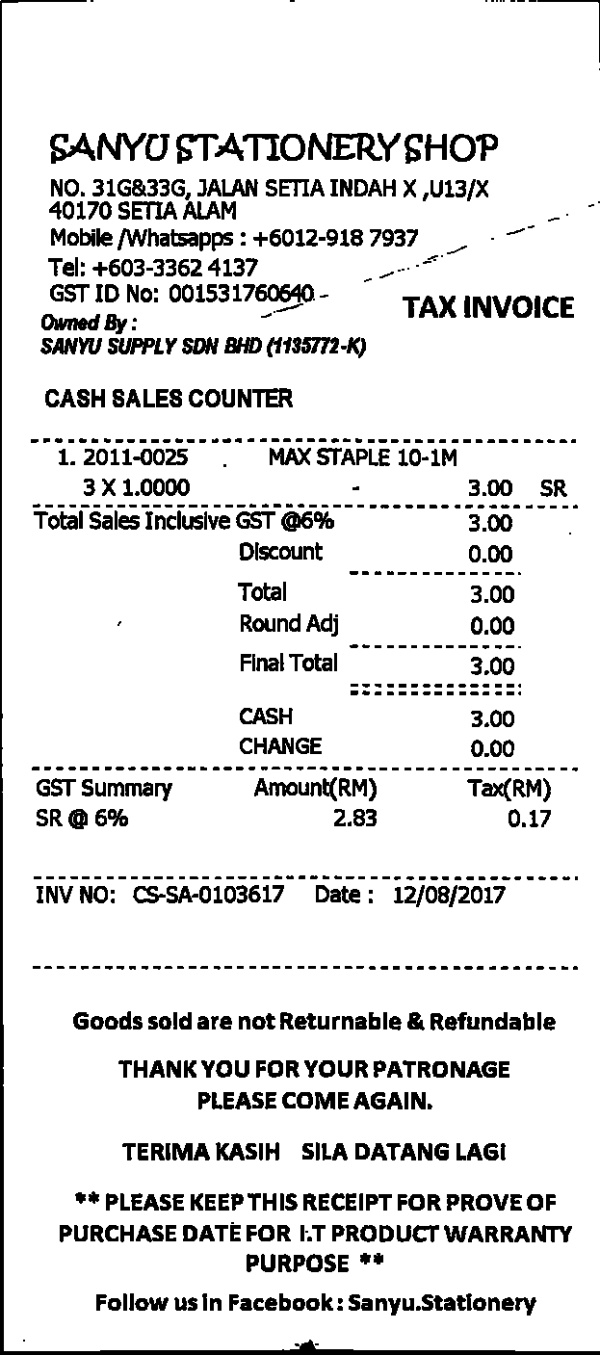 SANYU STATIONERY SHOP
NO. 31G&33G, JALAN SETIA INDAH X ,U13/X
40170 SETIA ALAM
Mobile /Whatsapps : +6012-918 7937
Tel: +603-3362 4137
GST ID No: 001531760640
TAX INVOICE
Owned By :
SANYU SUPPLY SDN BHD (1135772-K)
CASH SALES COUNTER
1. 2011-0025 MAX STAPLE 10-1M
3 X 1.0000 - 3.00 SR
Total Sales Inclusive GST @6% 3.00
Discount 0.00
Total 3.00
Round Adj 0.00
Final Total 3.00
CASH 3.00
CHANGE 0.00
GST Summary Amount(RM) Tax(RM)
SR @ 6% 2.83 0.17
INV NO: CS-SA-0103617 Date : 12/08/2017
Goods sold are not Returnable & Refundable
THANK YOU FOR YOUR PATRONAGE
PLEASE COME AGAIN.
TERIMA KASIH SILA DATANG LAGI
** PLEASE KEEP THIS RECEIPT FOR PROVE OF
PURCHASE DATE FOR I.T PRODUCT WARRANTY
PURPOSE **
Follow us in Facebook : Sanyu.Stationery